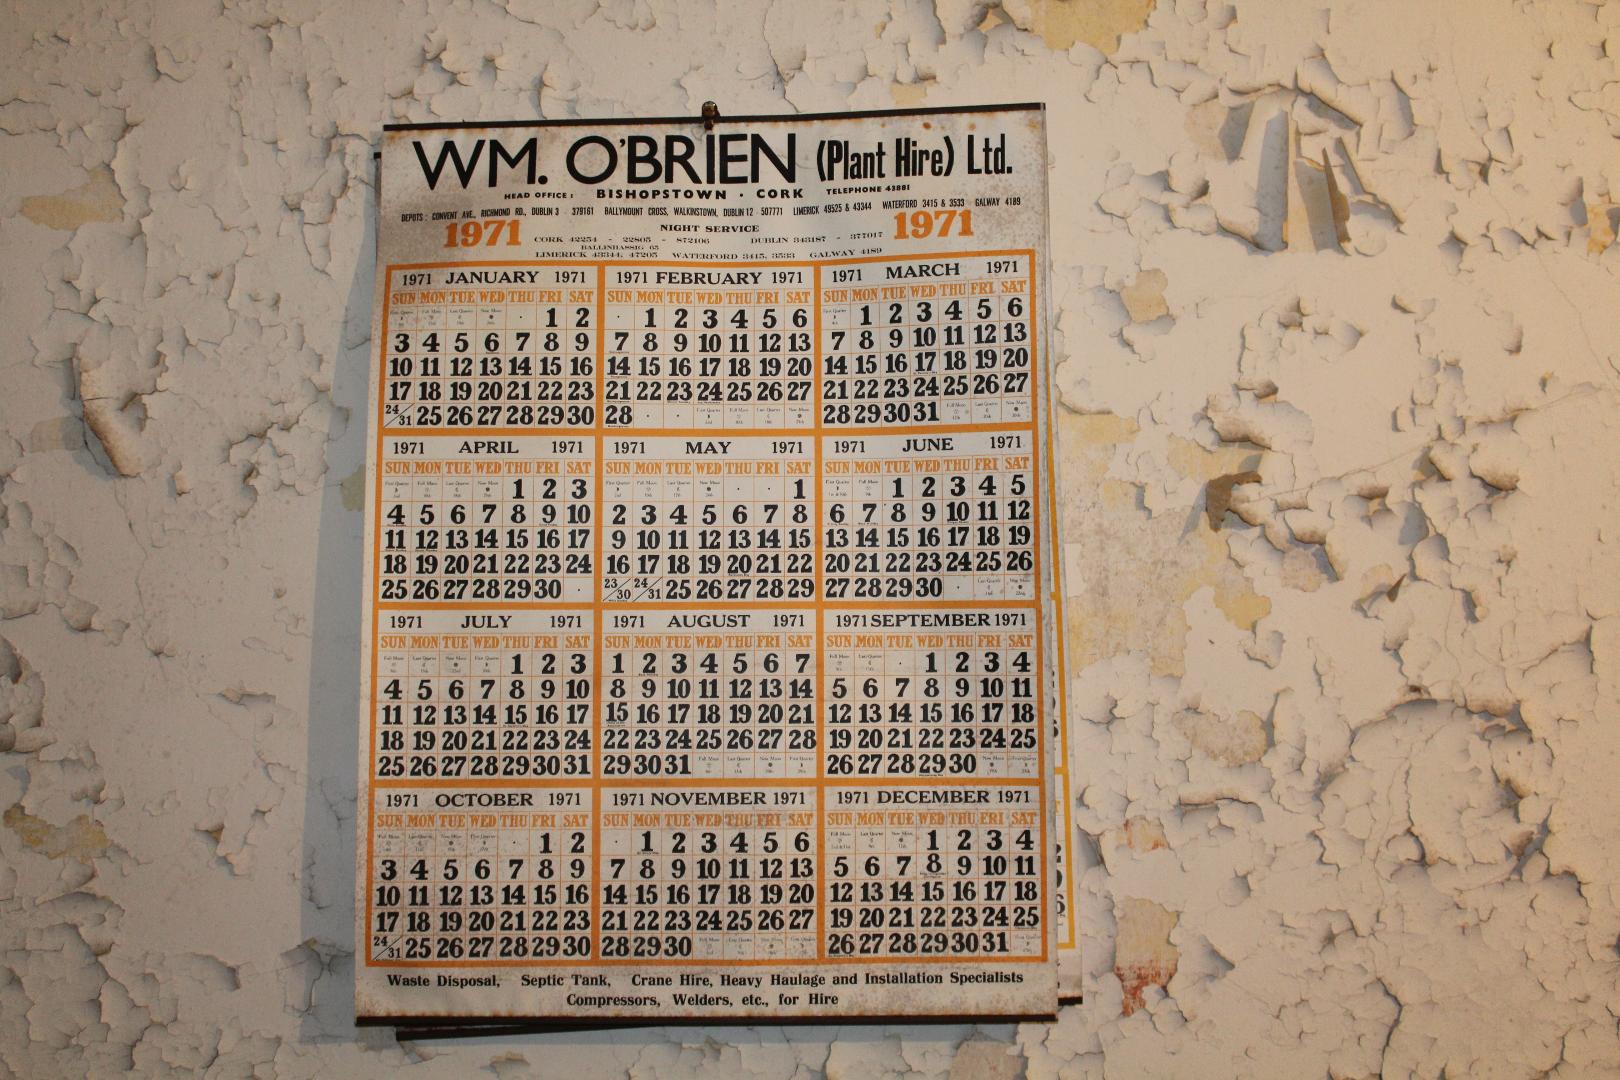 WM. O'BRIEN (Plant Hire) Ltd.
HEAD OFFICE: BISHOPSTOWN · CORK TELEPHONE 43881
DEPOTS: CONVENT AVE., RICHMOND RD., DUBLIN 3 · 379161 BALLYMOUNT CROSS, WALKINSTOWN, DUBLIN 12 · 507771 LIMERICK 49525 & 43344 WATERFORD 3415 & 3533 GALWAY 4189
1971 NIGHT SERVICE 1971
CORK 42254 - 22805 - 872106 DUBLIN 343187 - 377017
BALLINHASSIG 65
LIMERICK 43344, 47205 WATERFORD 3415, 3533 GALWAY 4189
1971 JANUARY 1971
SUN MON TUE WED THU FRI SAT
1 2
3 4 5 6 7 8 9
10 11 12 13 14 15 16
17 18 19 20 21 22 23
24/31 25 26 27 28 29 30
1971 FEBRUARY 1971
SUN MON TUE WED THU FRI SAT
1 2 3 4 5 6
7 8 9 10 11 12 13
14 15 16 17 18 19 20
21 22 23 24 25 26 27
28
1971 MARCH 1971
SUN MON TUE WED THU FRI SAT
1 2 3 4 5 6
7 8 9 10 11 12 13
14 15 16 17 18 19 20
21 22 23 24 25 26 27
28 29 30 31
1971 APRIL 1971
SUN MON TUE WED THU FRI SAT
1 2 3
4 5 6 7 8 9 10
11 12 13 14 15 16 17
18 19 20 21 22 23 24
25 26 27 28 29 30
1971 MAY 1971
SUN MON TUE WED THU FRI SAT
1
2 3 4 5 6 7 8
9 10 11 12 13 14 15
16 17 18 19 20 21 22
23/30 24/31 25 26 27 28 29
1971 JUNE 1971
SUN MON TUE WED THU FRI SAT
1 2 3 4 5
6 7 8 9 10 11 12
13 14 15 16 17 18 19
20 21 22 23 24 25 26
27 28 29 30
1971 JULY 1971
SUN MON TUE WED THU FRI SAT
1 2 3
4 5 6 7 8 9 10
11 12 13 14 15 16 17
18 19 20 21 22 23 24
25 26 27 28 29 30 31
1971 AUGUST 1971
SUN MON TUE WED THU FRI SAT
1 2 3 4 5 6 7
8 9 10 11 12 13 14
15 16 17 18 19 20 21
22 23 24 25 26 27 28
29 30 31
1971 SEPTEMBER 1971
SUN MON TUE WED THU FRI SAT
1 2 3 4
5 6 7 8 9 10 11
12 13 14 15 16 17 18
19 20 21 22 23 24 25
26 27 28 29 30
1971 OCTOBER 1971
SUN MON TUE WED THU FRI SAT
1 2
3 4 5 6 7 8 9
10 11 12 13 14 15 16
17 18 19 20 21 22 23
24/31 25 26 27 28 29 30
1971 NOVEMBER 1971
SUN MON TUE WED THU FRI SAT
1 2 3 4 5 6
7 8 9 10 11 12 13
14 15 16 17 18 19 20
21 22 23 24 25 26 27
28 29 30
1971 DECEMBER 1971
SUN MON TUE WED THU FRI SAT
1 2 3 4
5 6 7 8 9 10 11
12 13 14 15 16 17 18
19 20 21 22 23 24 25
26 27 28 29 30 31
Waste Disposal, Septic Tank, Crane Hire, Heavy Haulage and Installation Specialists
Compressors, Welders, etc., for Hire